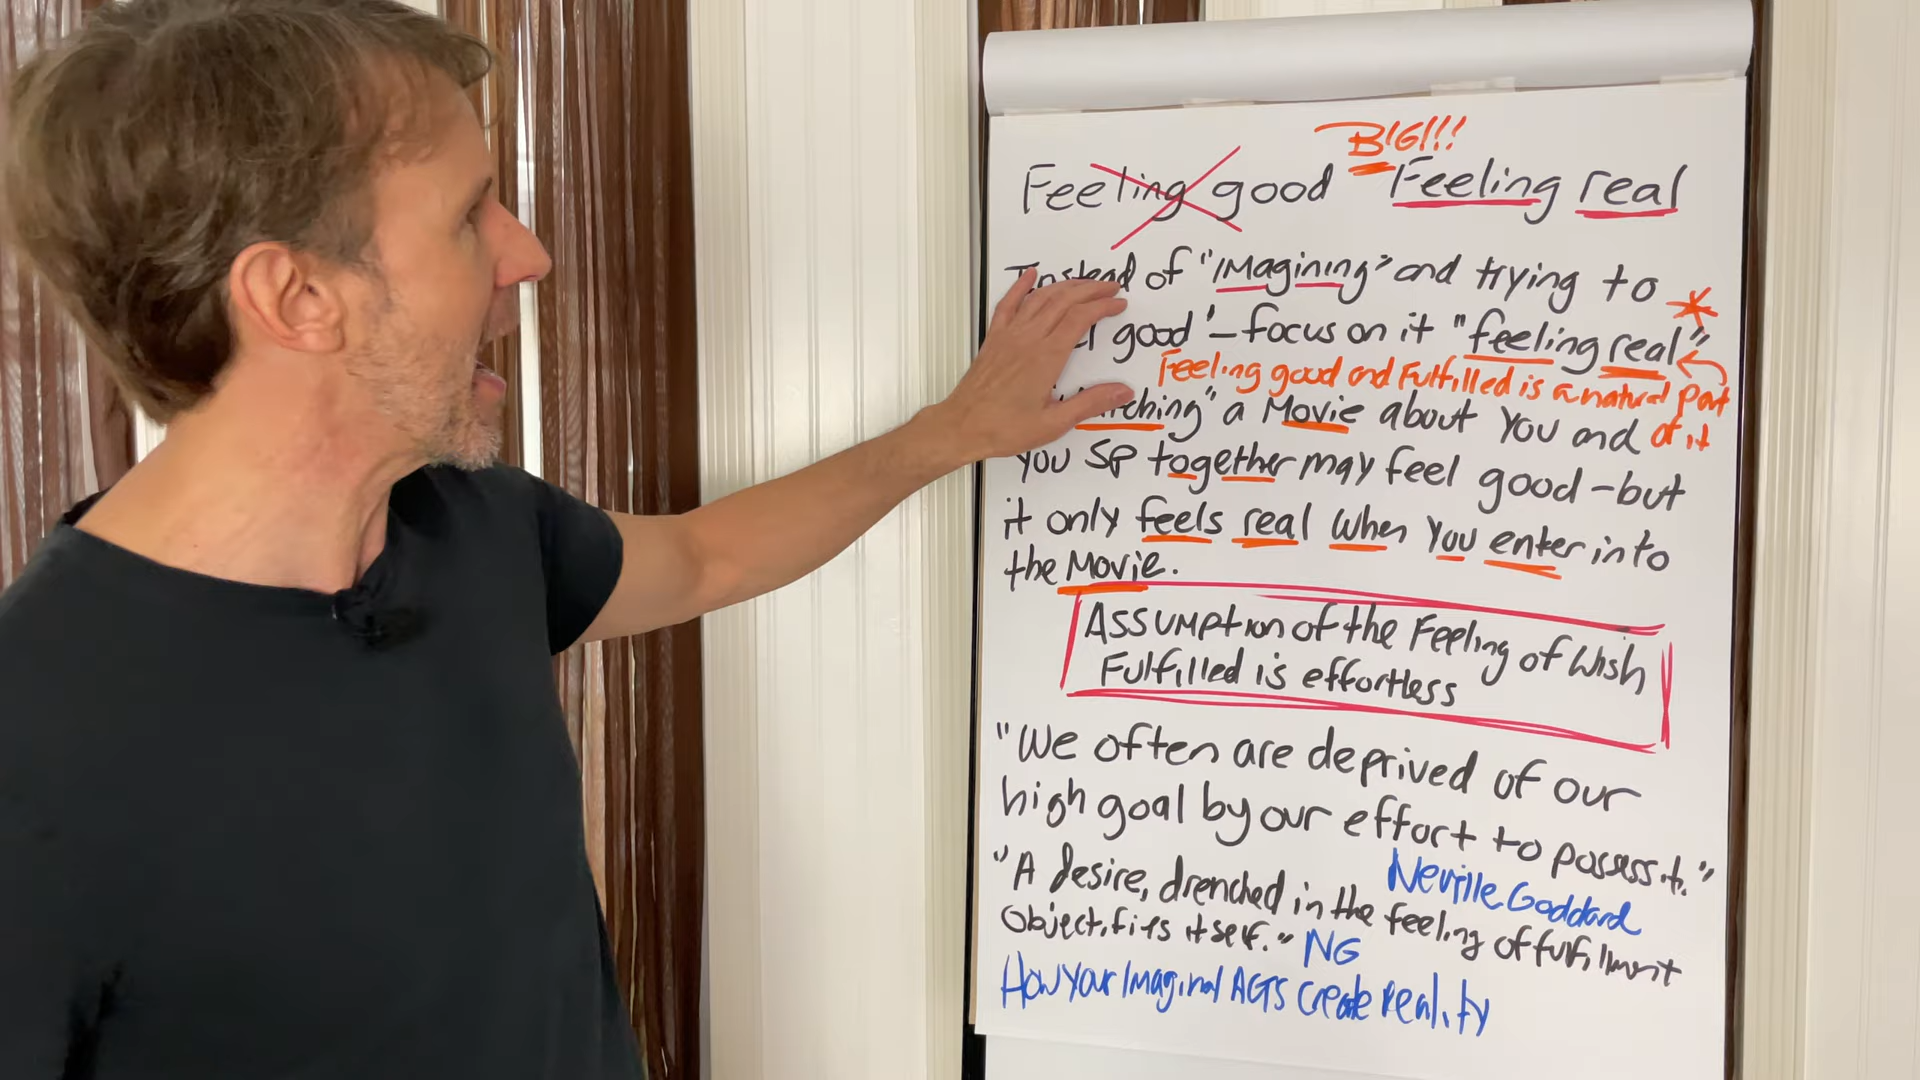 BIG!!!
Feeling good Feeling real
Instead of "Imagining" and trying to
good' - focus on it "feeling real" *
Feeling good and Fulfilled is a natural part
of it
a Movie about You and
You SP together may feel good - but
it only feels real when You enter into
the Movie.
Assumption of the Feeling of Wish
Fulfilled is effortless
"We often are deprived of our
high goal by our effort to possess it."
Neville Goddard
"A desire, drenched in the feeling of fulfillment
Objectifies itself." NG
How Your Imaginal ACTS Create Reality